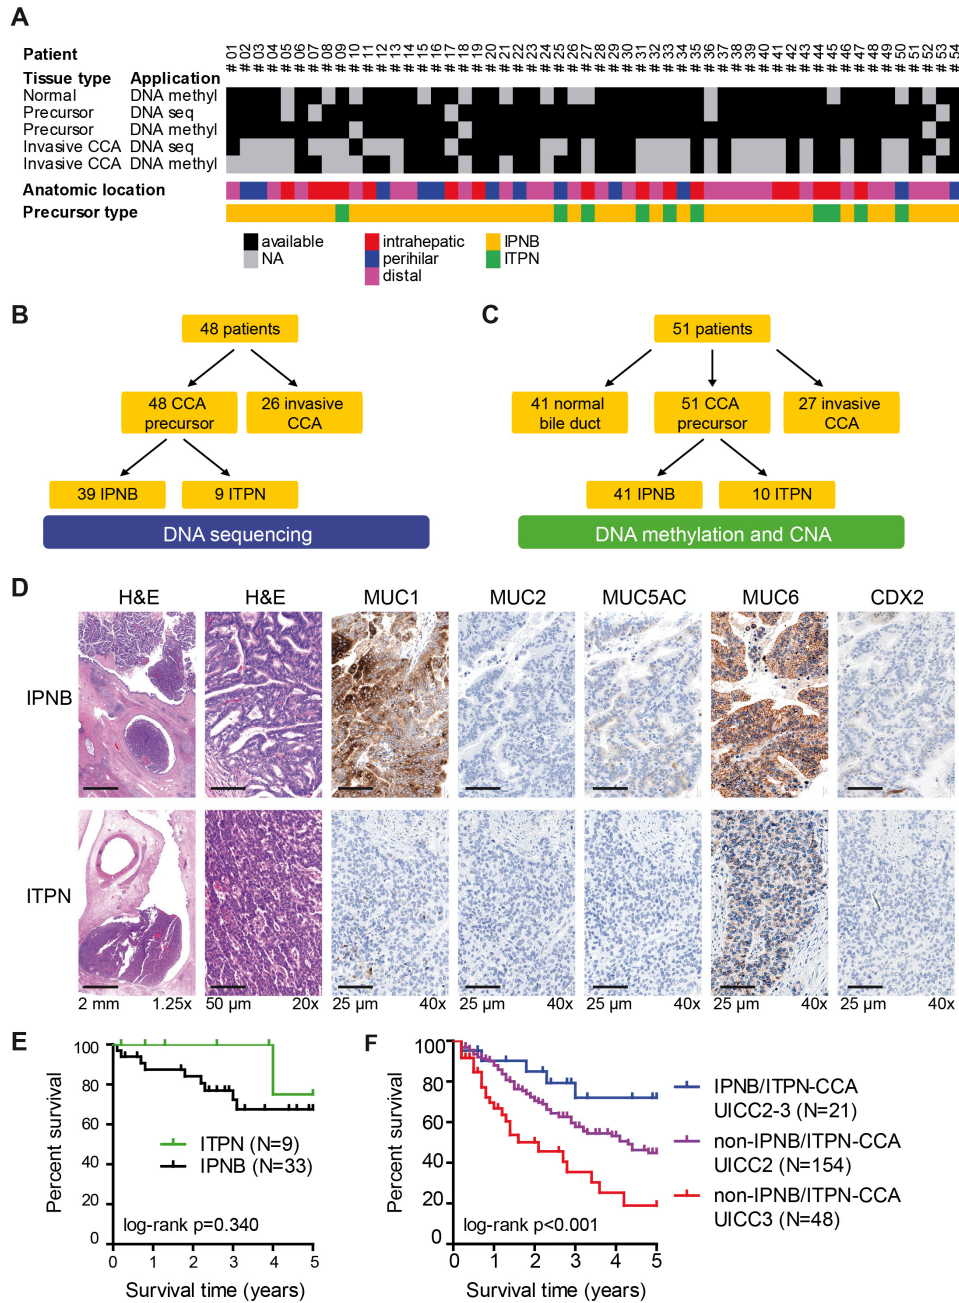 A
Patient
# 01 # 02 # 03 # 04 # 05 # 06 # 07 # 08 # 09 # 10 # 11 # 12 # 13 # 14 # 15 # 16 # 17 # 18 # 19 # 20 # 21 # 22 # 23 # 24 # 25 # 26 # 27 # 28 # 29 # 30 # 31 # 32 # 33 # 34 # 35 # 36 # 37 # 38 # 39 # 40 # 41 # 42 # 43 # 44 # 45 # 46 # 47 # 48 # 49 # 50 # 51 # 52 # 53 # 54
Tissue type Application
Normal DNA methyl
Precursor DNA seq
Precursor DNA methyl
Invasive CCA DNA seq
Invasive CCA DNA methyl
Anatomic location
Precursor type
available intrahepatic IPNB
NA perihilar ITPN
distal
B
48 patients
48 CCA
precursor
26 invasive
CCA
39 IPNB 9 ITPN
DNA sequencing
C
51 patients
41 normal
bile duct
51 CCA
precursor
27 invasive
CCA
41 IPNB 10 ITPN
DNA methylation and CNA
D
H&E H&E MUC1 MUC2 MUC5AC MUC6 CDX2
IPNB
ITPN
2 mm 1.25x 50 µm 20x 25 µm 40x 25 µm 40x 25 µm 40x 25 µm 40x 25 µm 40x
E
Percent survival
100
80
60
40
20
0
ITPN (N=9)
IPNB (N=33)
log-rank p=0.340
0 1 2 3 4 5
Survival time (years)
F
Percent survival
100
80
60
40
20
0
log-rank p<0.001
0 1 2 3 4 5
Survival time (years)
IPNB/ITPN-CCA
UICC2-3 (N=21)
non-IPNB/ITPN-CCA
UICC2 (N=154)
non-IPNB/ITPN-CCA
UICC3 (N=48)